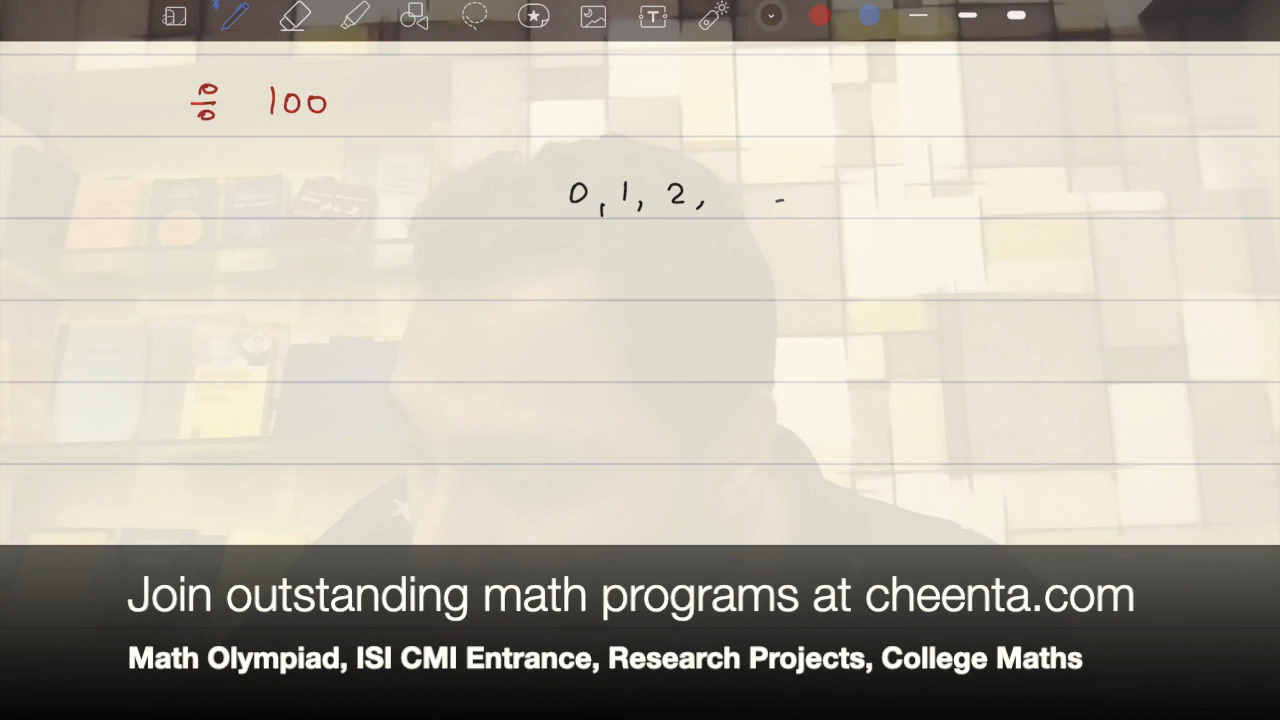 ÷ 100
0, 1, 2, -
Join outstanding math programs at cheenta.com
Math Olympiad, ISI CMI Entrance, Research Projects, College Maths